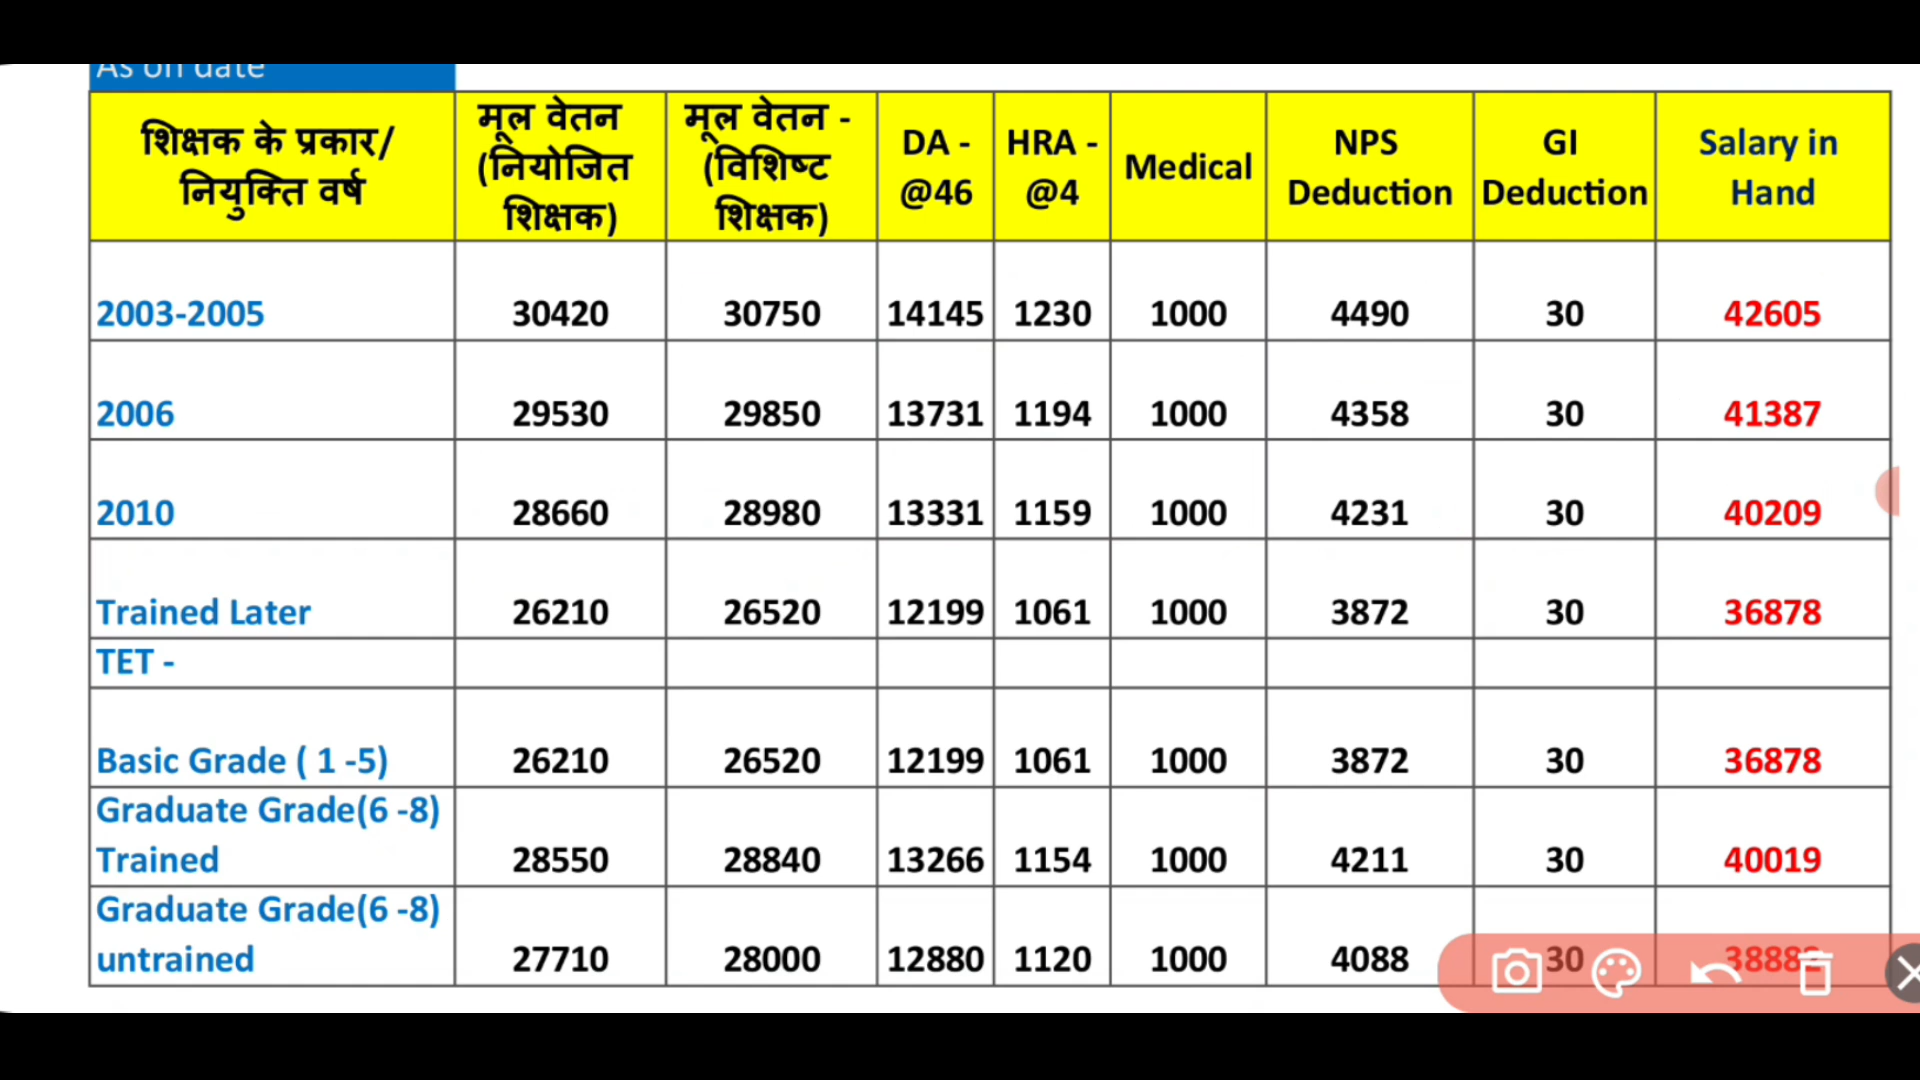 As on date
शिक्षक के प्रकार/ नियुक्ति वर्ष	मूल वेतन (नियोजित शिक्षक)	मूल वेतन - (विशिष्ट शिक्षक)	DA - @46	HRA - @4	Medical	NPS Deduction	GI Deduction	Salary in Hand
2003-2005	30420	30750	14145	1230	1000	4490	30	42605
2006	29530	29850	13731	1194	1000	4358	30	41387
2010	28660	28980	13331	1159	1000	4231	30	40209
Trained Later	26210	26520	12199	1061	1000	3872	30	36878
TET -
Basic Grade ( 1 -5)	26210	26520	12199	1061	1000	3872	30	36878
Graduate Grade(6 -8) Trained	28550	28840	13266	1154	1000	4211	30	40019
Graduate Grade(6 -8) untrained	27710	28000	12880	1120	1000	4088	30